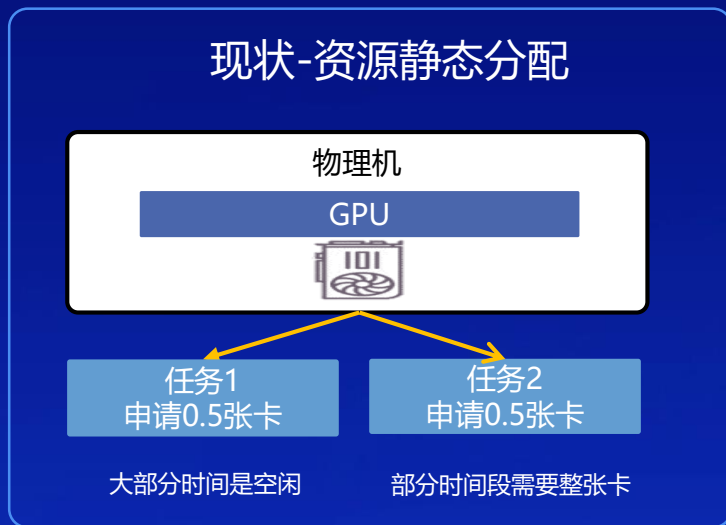 现状-资源静态分配
物理机
GPU
101
任务1
申请0.5张卡
任务2
申请0.5张卡
大部分时间是空闲
部分时间段需要整张卡